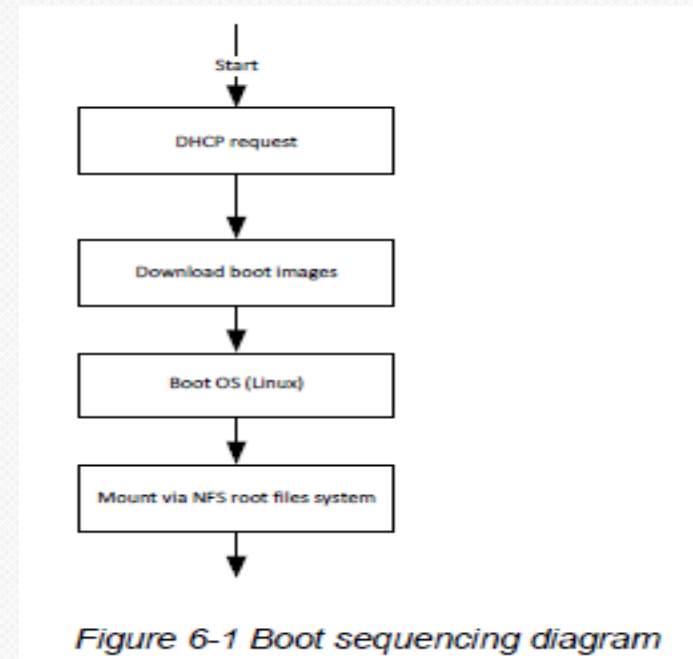 Start
DHCP request
Download boot images
Boot OS (Linux)
Mount via NFS root files system
Figure 6-1 Boot sequencing diagram